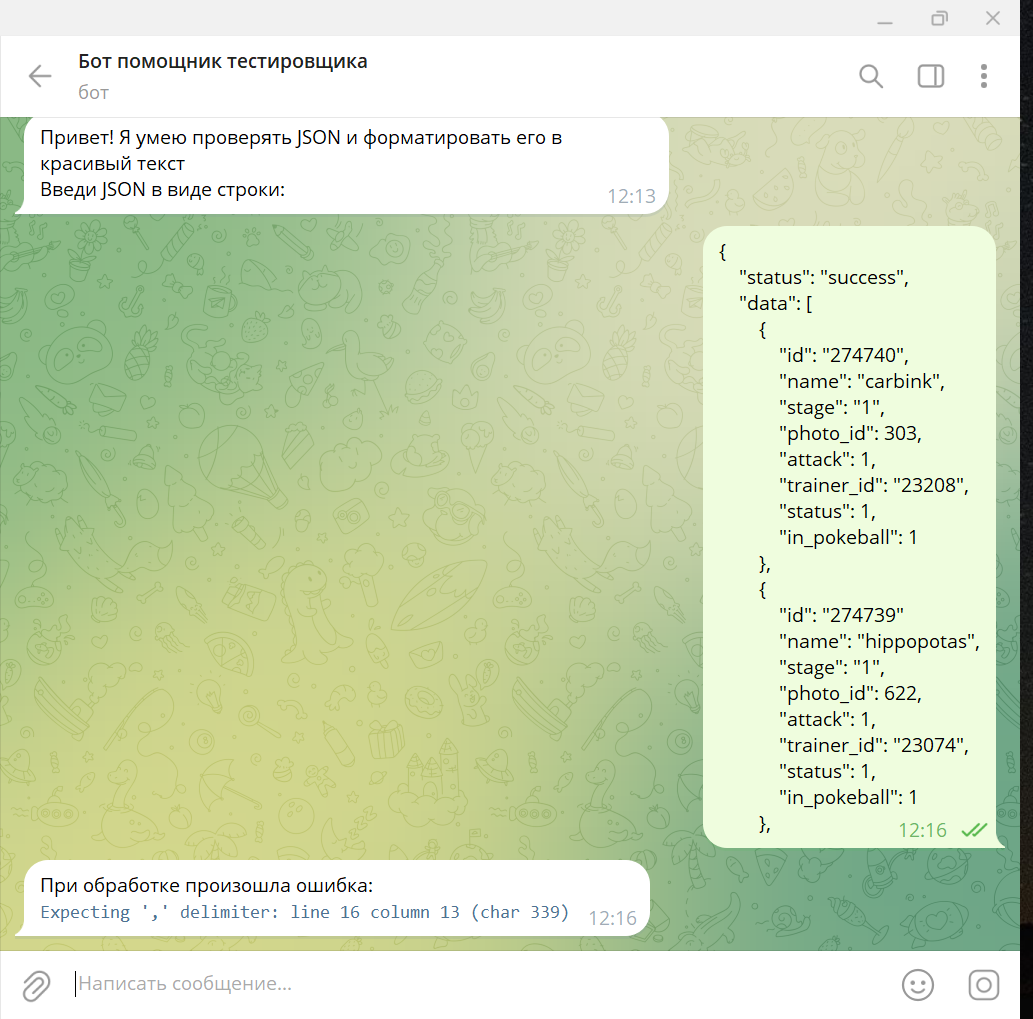 Бот помощник тестировщика
бот
Привет! Я умею проверять JSON и форматировать его в
красивый текст
Введи JSON в виде строки:
12:13
{
"status": "success",
"data": [
{
"id": "274740",
"name": "carbink",
"stage": "1",
"photo_id": 303,
"attack": 1,
"trainer_id": "23208",
"status": 1,
"in_pokeball": 1
},
{
"id": "274739"
"name": "hippopotas",
"stage": "1",
"photo_id": 622,
"attack": 1,
"trainer_id": "23074",
"status": 1,
"in_pokeball": 1
},
12:16
При обработке произошла ошибка:
Expecting ',' delimiter: line 16 column 13 (char 339)
12:16
Написать сообщение...